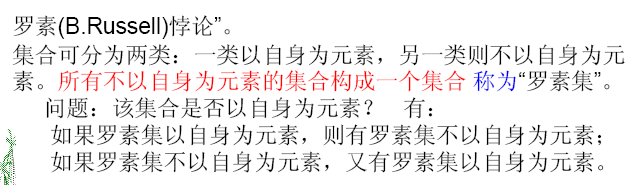 罗素(B.Russell)悖论”。
集合可分为两类：一类以自身为元素，另一类则不以自身为元
素。所有不以自身为元素的集合构成一个集合 称为“罗素集”。
问题：该集合是否以自身为元素？ 有：
如果罗素集以自身为元素，则有罗素集不以自身为元素；
如果罗素集不以自身为元素，又有罗素集以自身为元素。